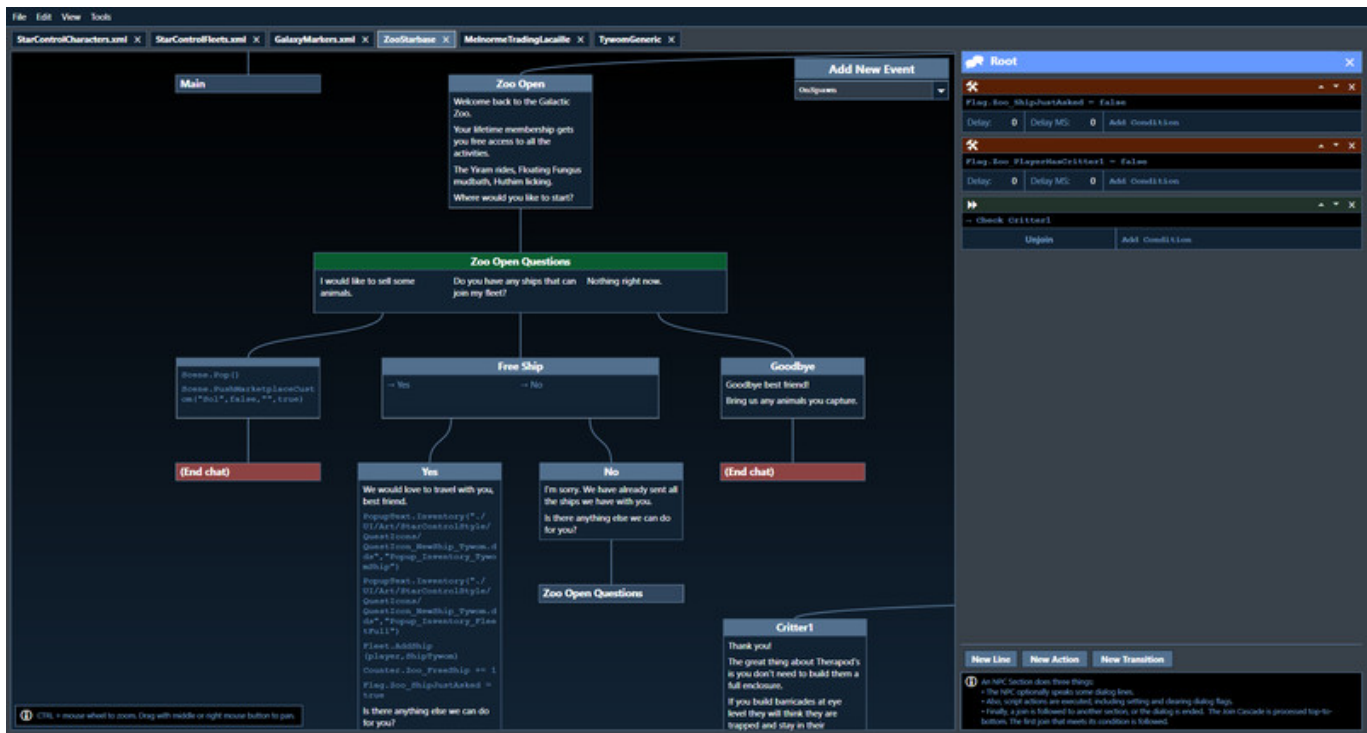 File Edit View Tools
StarControlCharacters.xml X StarControlFleets.xml X GalaxyMarkers.xml X ZooStarbase X MelnormeTradingLacaille X TywomGeneric X
Main
Zoo Open
Welcome back to the Galactic
Zoo.
Your lifetime membership gets
you free access to all the
activities.
The Yiram rides, Floating Fungus
mudbath, Huthim licking.
Where would you like to start?
Add New Event
OnSpawn
Zoo Open Questions
I would like to sell some
animals.
Do you have any ships that can
join my fleet?
Nothing right now.
Scene.Pop()
Scene.PushMarketplaceCust
om("Sol",false,"",true)
Free Ship
→ Yes
→ No
Goodbye
Goodbye best friend!
Bring us any animals you capture.
(End chat)
(End chat)
Yes
We would love to travel with you,
best friend.
PopupText.Inventory("./
UI/Art/StarControlStyle/
QuestIcons/
QuestIcon_NewShip_Tywom.d
ds","Popup_Inventory_Tywo
mShip")
PopupText.Inventory("./
UI/Art/StarControlStyle/
QuestIcons/
QuestIcon_NewShip_Tywom.d
ds","Popup_Inventory_Flee
tFull")
Fleet.AddShip
(player,ShipTywom)
Counter.Zoo_FreeShip += 1
Flag.Zoo_ShipJustAsked =
true
Is there anything else we can do
for you?
No
I'm sorry. We have already sent all
the ships we have with you.
Is there anything else we can do
for you?
Zoo Open Questions
Critter1
Thank you!
The great thing about Therapod's
is you don't need to build them a
full enclosure.
If you build barricades at eye
level they will think they are
trapped and stay in their
CTRL + mouse wheel to zoom. Drag with middle or right mouse button to pan.
Root
Flag.Zoo_ShipJustAsked = false
Delay: 0 Delay MS: 0 Add Condition
Flag.Zoo PlayerHasCritter1 = false
Delay: 0 Delay MS: 0 Add Condition
→ Check Critter1
Unjoin Add Condition
New Line New Action New Transition
An NPC Section does three things:
• The NPC optionally speaks some dialog lines.
• Also, script actions are executed, including setting and clearing dialog flags.
• Finally, a join is followed to another section, or the dialog is ended. The Join Cascade is processed top-to-
bottom. The first join that meets its condition is followed.